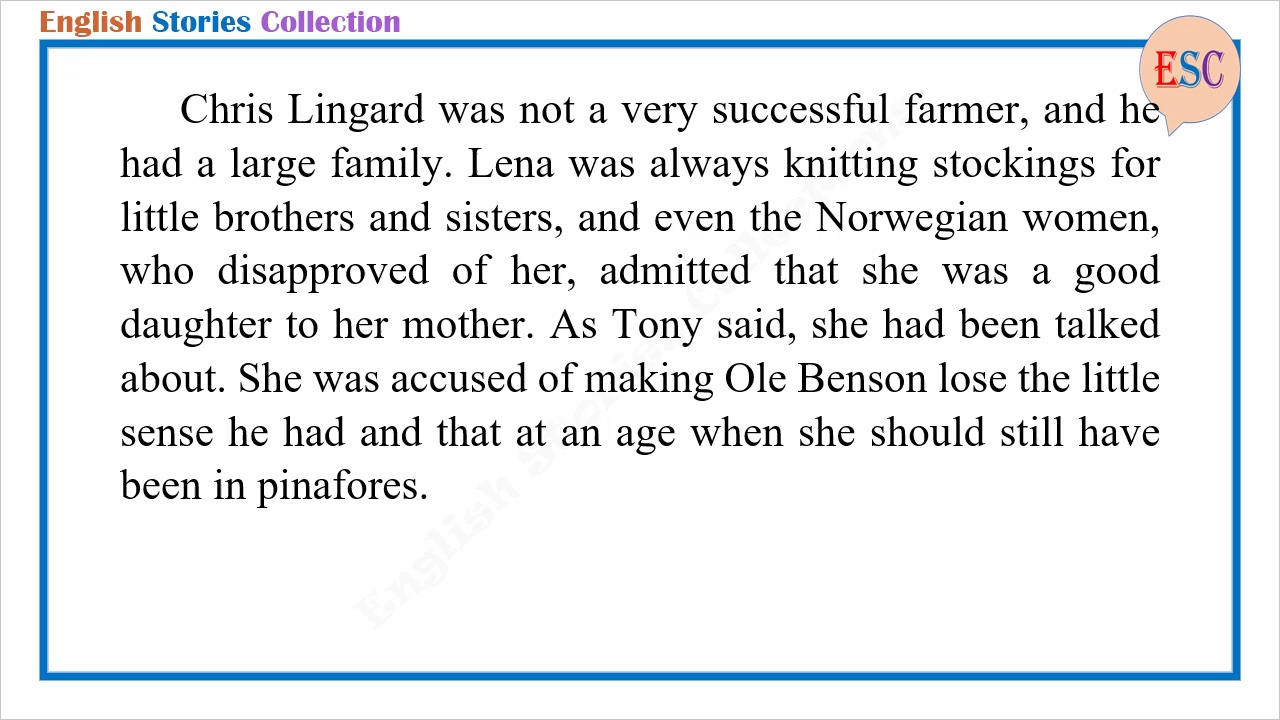 English Stories Collection
ESC
Chris Lingard was not a very successful farmer, and he
had a large family. Lena was always knitting stockings for
little brothers and sisters, and even the Norwegian women,
who disapproved of her, admitted that she was a good
daughter to her mother. As Tony said, she had been talked
about. She was accused of making Ole Benson lose the little
sense he had and that at an age when she should still have
been in pinafores.
English Stories Collection